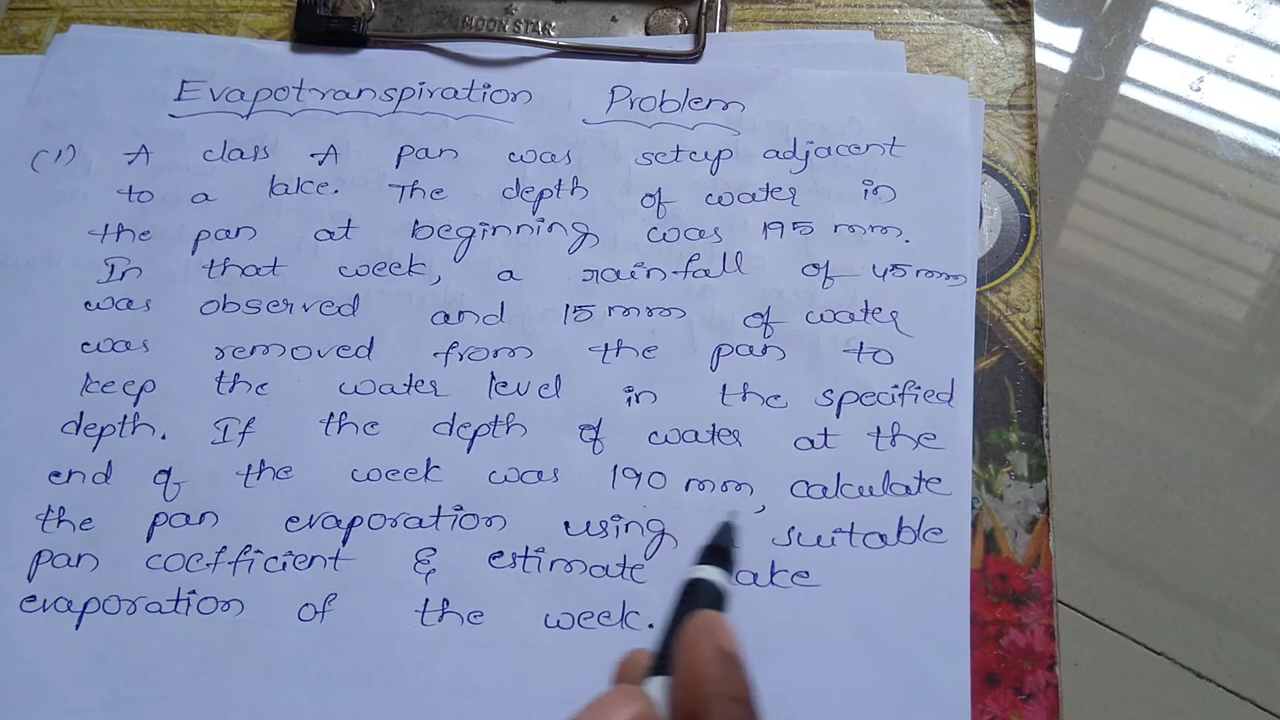 MOON STAR
Evapotranspiration Problem
(1) A class A pan was setup adjacent
to a lake. The depth of water in
the pan at beginning was 195 mm.
In that week, a rainfall of 45mm
was observed and 15 mm of water
was removed from the pan to
keep the water level in the specified
depth. If the depth of water at the
end of the week was 190 mm, calculate
the pan evaporation using suitable
pan coefficient & estimate lake
evaporation of the week.